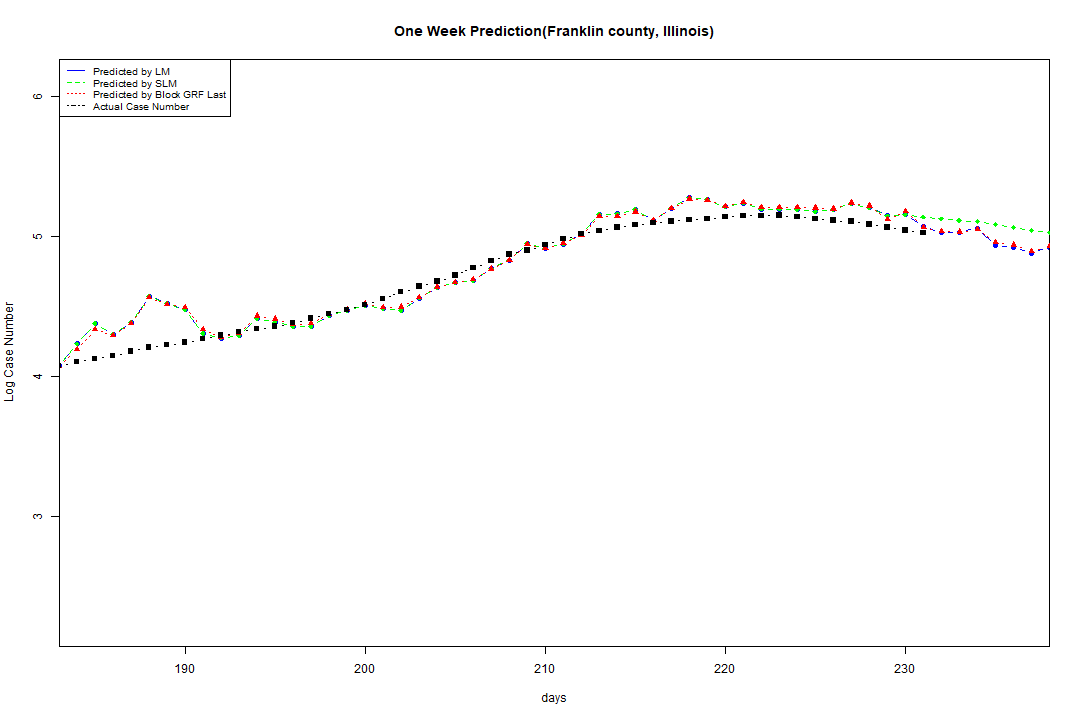 One Week Prediction(Franklin county, Illinois)
Predicted by LM
Predicted by SLM
Predicted by Block GRF Last
Actual Case Number
6
5
4
3
Log Case Number
190 200 210 220 230
days